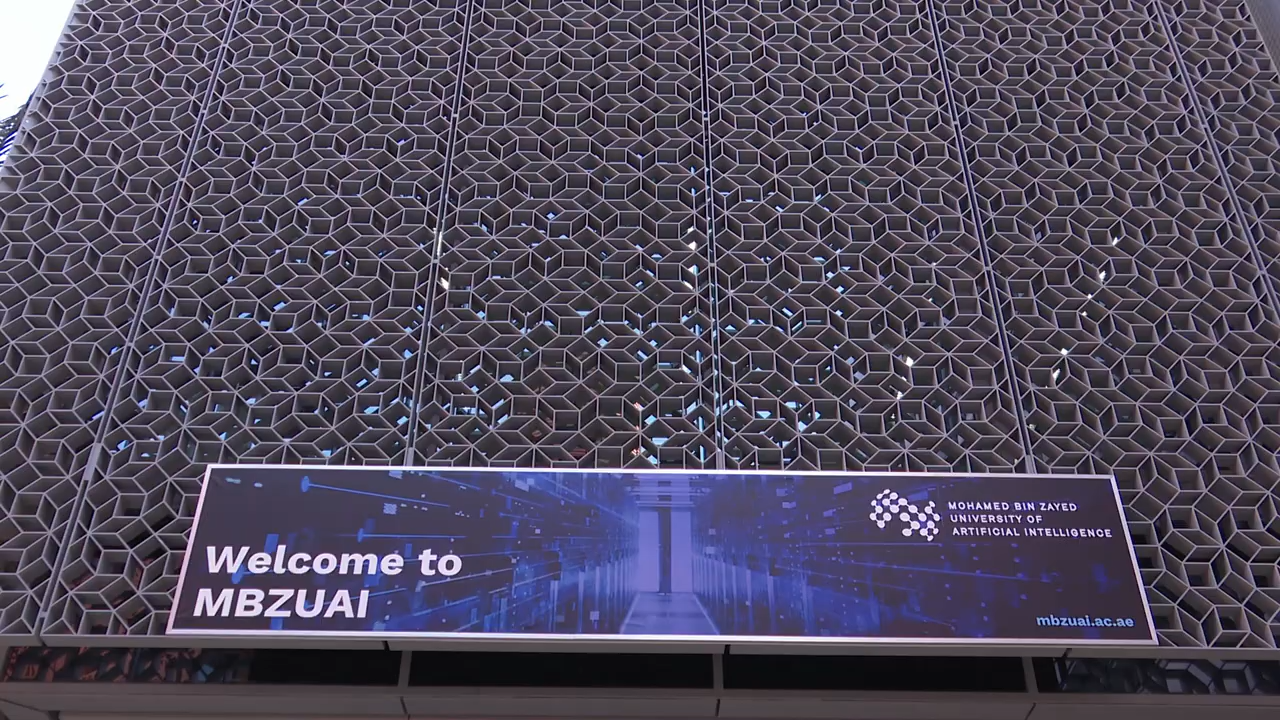 Welcome to
MBZUAI
MOHAMED BIN ZAYED
UNIVERSITY OF
ARTIFICIAL INTELLIGENCE
mbzuai.ac.ae